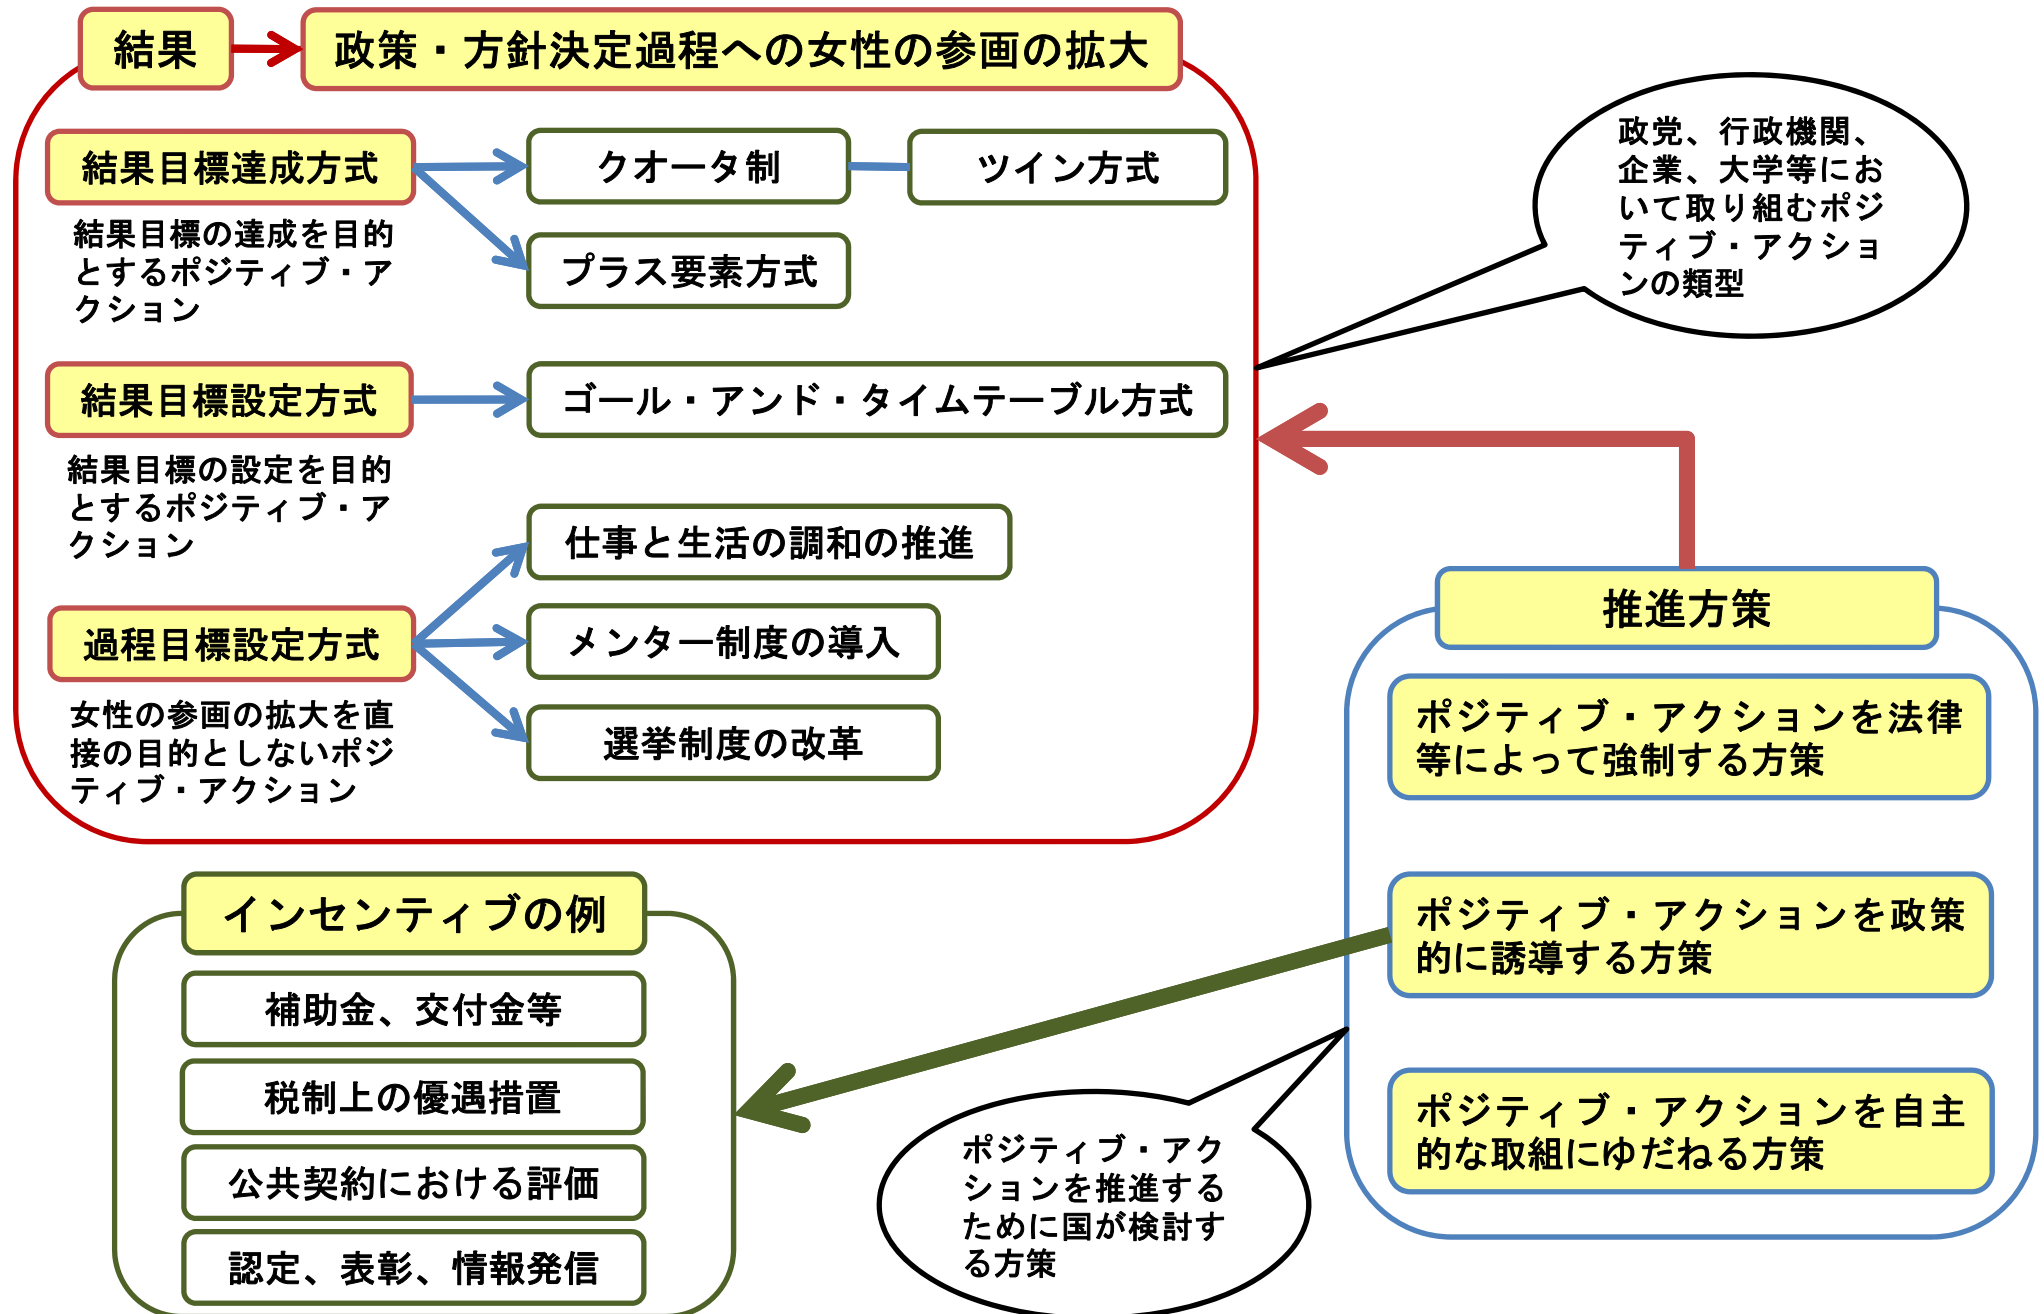 結果
政策・方針決定過程への女性の参画の拡大
結果目標達成方式
クオータ制
ツイン方式
結果目標の達成を目的
とするポジティブ・ア
クション
プラス要素方式
結果目標設定方式
ゴール・アンド・タイムテーブル方式
結果目標の設定を目的
とするポジティブ・ア
クション
仕事と生活の調和の推進
過程目標設定方式
メンター制度の導入
女性の参画の拡大を直
接の目的としないポジ
ティブ・アクション
選挙制度の改革
政党、行政機関、
企業、大学等にお
いて取り組むポジ
ティブ・アクショ
ンの類型
推進方策
ポジティブ・アクションを法律
等によって強制する方策
ポジティブ・アクションを政策
的に誘導する方策
ポジティブ・アクションを自主
的な取組にゆだねる方策
インセンティブの例
補助金、交付金等
税制上の優遇措置
公共契約における評価
認定、表彰、情報発信
ポジティブ・アク
ションを推進する
ために国が検討す
る方策